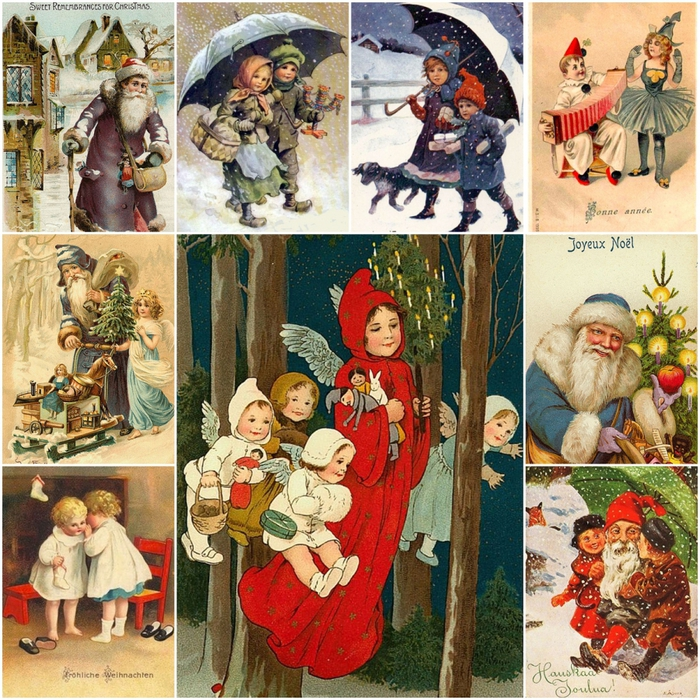 SWEET REMEMBRANCES FOR CHRISTMAS.
Bonne année.
Joyeux Noël
Fröhliche Weihnachten
Hauskaa
Joulua!